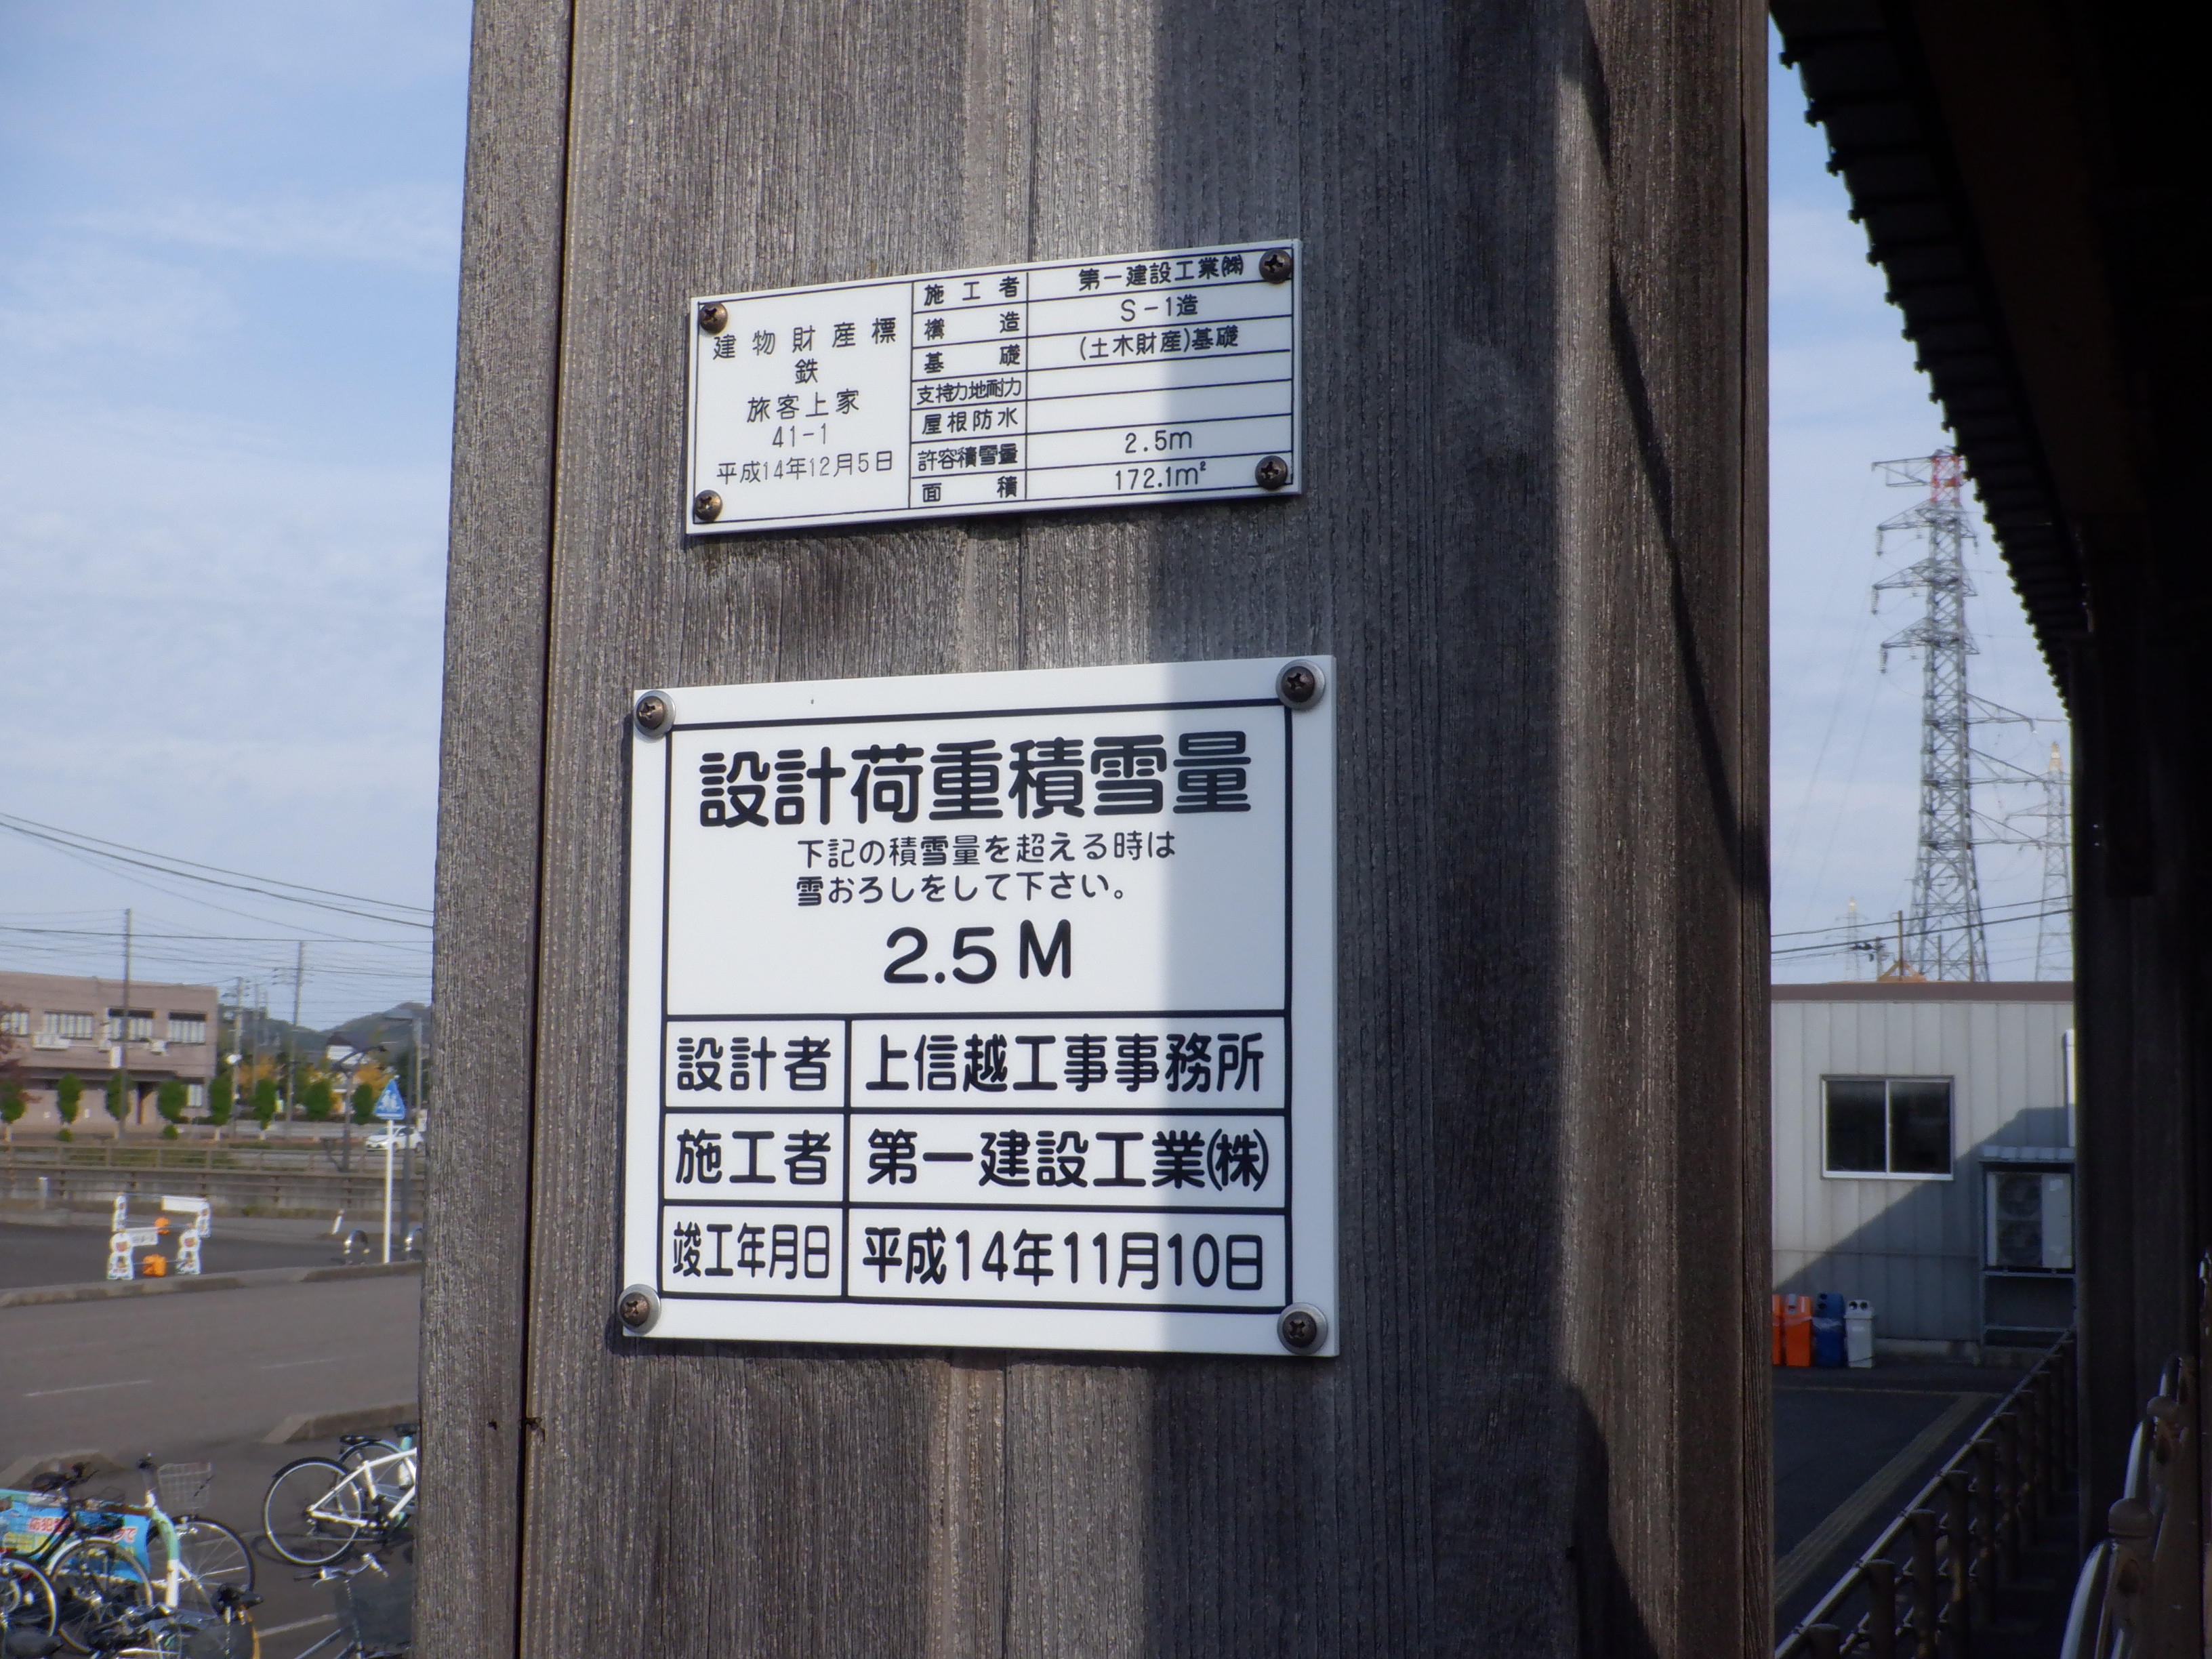 建物財産標
鉄
旅客上家
41-1
平成14年12月5日
施工者 第一建設工業㈱
構造 S-1造
基礎 (土木財産)基礎
支持力地耐力
屋根防水
許容積雪量 2.5m
面積 172.1m²
設計荷重積雪量
下記の積雪量を超える時は
雪おろしをして下さい。
2.5M
設計者 上信越工事事務所
施工者 第一建設工業㈱
竣工年月日 平成14年11月10日